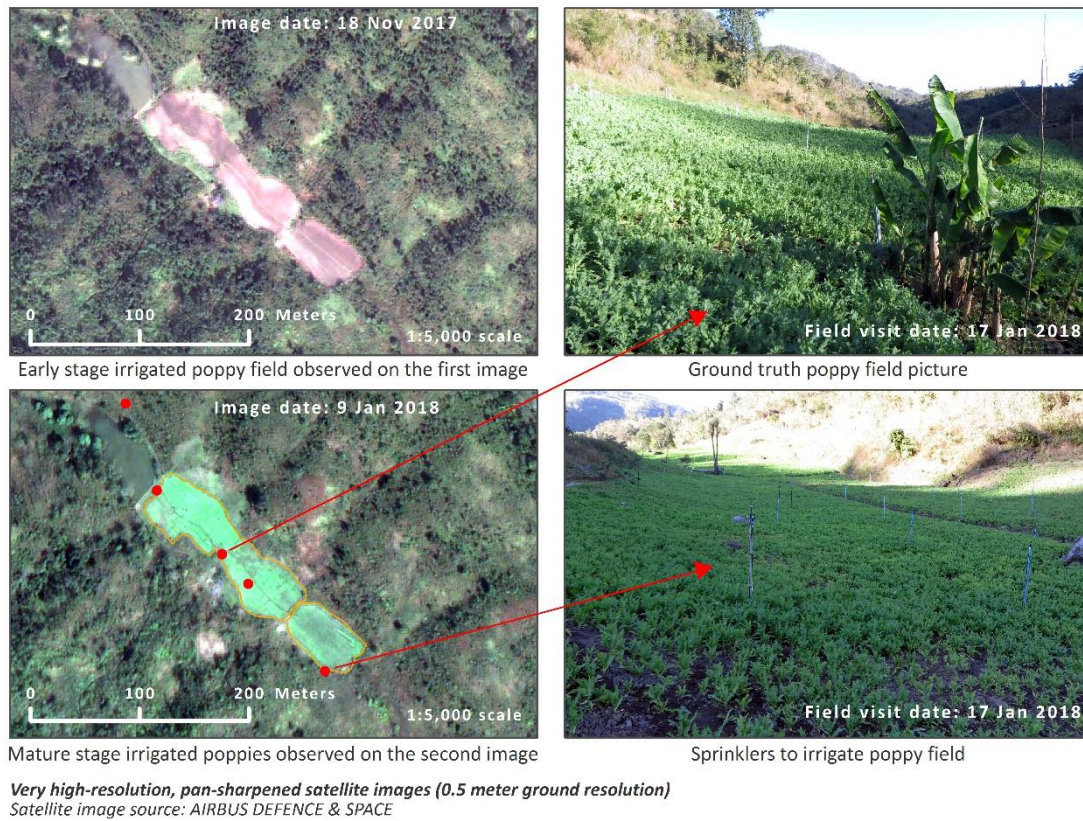 Image date: 18 Nov 2017
0 100 200 Meters
1:5,000 scale
Early stage irrigated poppy field observed on the first image
Field visit date: 17 Jan 2018
Ground truth poppy field picture
Image date: 9 Jan 2018
0 100 200 Meters
1:5,000 scale
Mature stage irrigated poppies observed on the second image
Field visit date: 17 Jan 2018
Sprinklers to irrigate poppy field
Very high-resolution, pan-sharpened satellite images (0.5 meter ground resolution)
Satellite image source: AIRBUS DEFENCE & SPACE